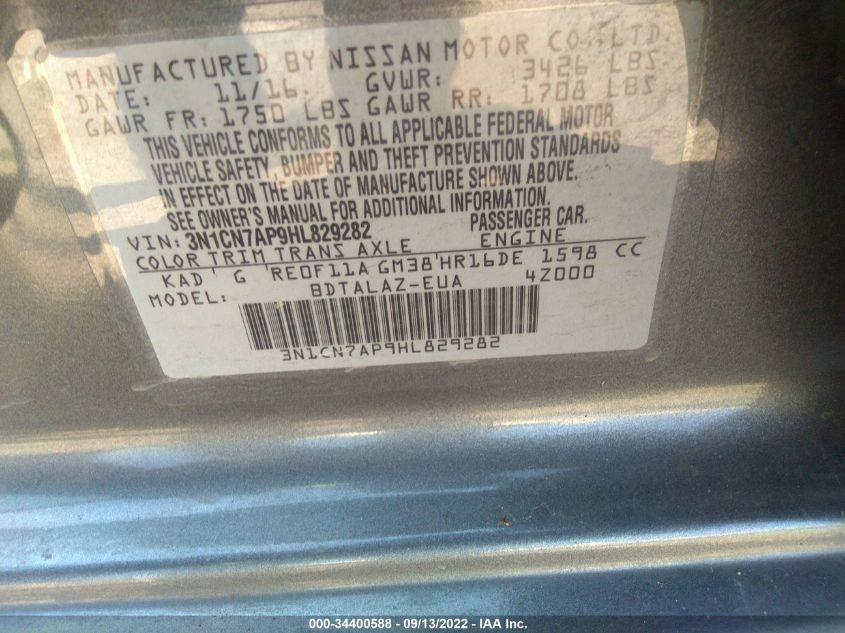 MANUFACTURED BY NISSAN MOTOR CO.,LTD.
DATE: 11/16. GVWR: 3426 LBS
GAWR FR: 1750 LBS GAWR RR: 1708 LBS
THIS VEHICLE CONFORMS TO ALL APPLICABLE FEDERAL MOTOR
VEHICLE SAFETY, BUMPER AND THEFT PREVENTION STANDARDS
IN EFFECT ON THE DATE OF MANUFACTURE SHOWN ABOVE.
SEE OWNER'S MANUAL FOR ADDITIONAL INFORMATION.
VIN: 3N1CN7AP9HL829282 PASSENGER CAR.
COLOR TRIM TRANS AXLE ENGINE
KAD ' G 'RE0F11A GM38'HR16DE 1598 CC
MODEL: BDTALAZ-EUA 4Z000
3N1CN7AP9HL829282
000-34400588 - 09/13/2022 - IAA Inc.